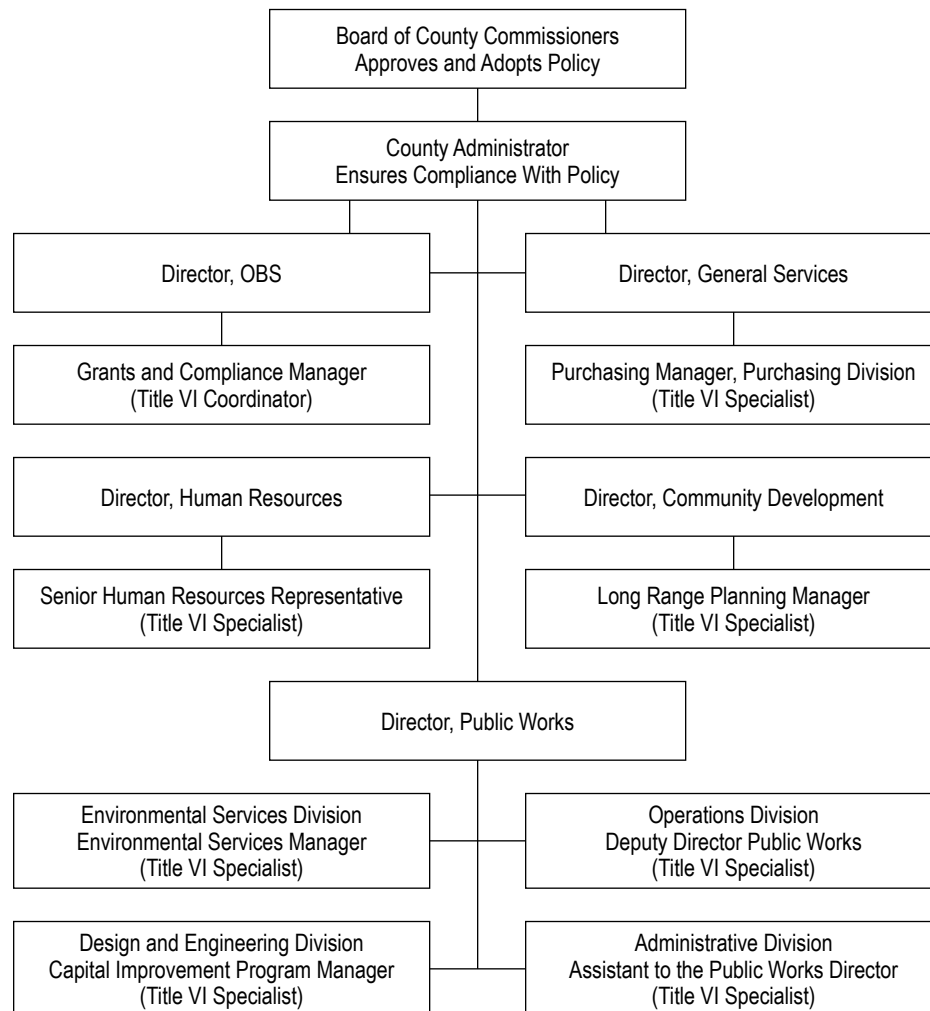 Board of County Commissioners
Approves and Adopts Policy
County Administrator
Ensures Compliance With Policy
Director, OBS
Director, General Services
Grants and Compliance Manager
(Title VI Coordinator)
Purchasing Manager, Purchasing Division
(Title VI Specialist)
Director, Human Resources
Director, Community Development
Senior Human Resources Representative
(Title VI Specialist)
Long Range Planning Manager
(Title VI Specialist)
Director, Public Works
Environmental Services Division
Environmental Services Manager
(Title VI Specialist)
Operations Division
Deputy Director Public Works
(Title VI Specialist)
Design and Engineering Division
Capital Improvement Program Manager
(Title VI Specialist)
Administrative Division
Assistant to the Public Works Director
(Title VI Specialist)